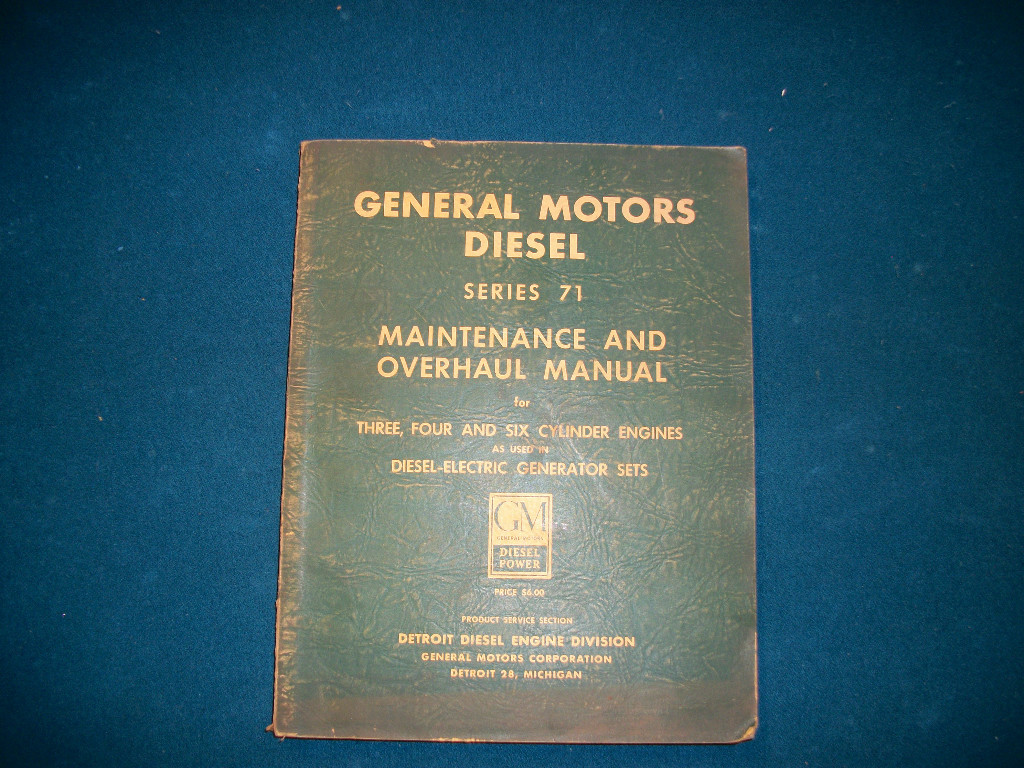 GENERAL MOTORS
DIESEL
SERIES 71
MAINTENANCE AND
OVERHAUL MANUAL
for
THREE, FOUR AND SIX CYLINDER ENGINES
AS USED IN
DIESEL-ELECTRIC GENERATOR SETS
GM
GENERAL MOTORS
DIESEL
POWER
PRICE $6.00
PRODUCT SERVICE SECTION
DETROIT DIESEL ENGINE DIVISION
GENERAL MOTORS CORPORATION
DETROIT 28, MICHIGAN